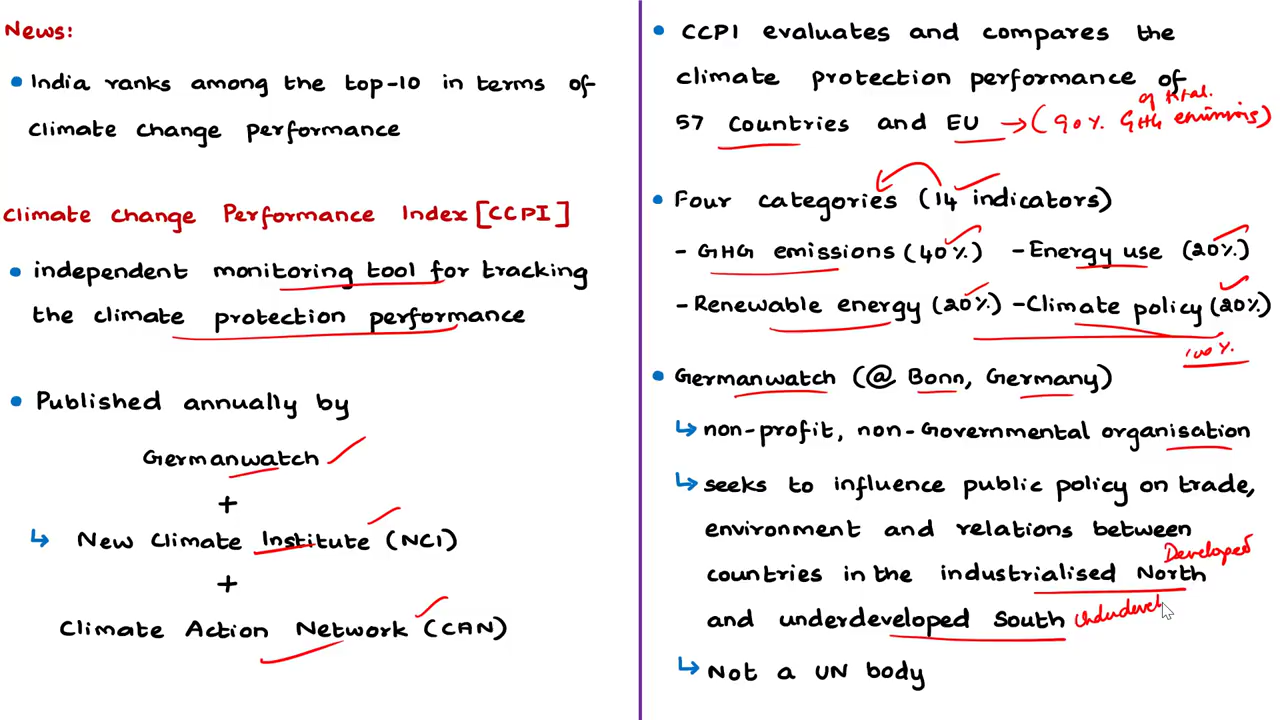 News:
• India ranks among the top-10 in terms of
climate change performance
Climate change Performance Index [CCPI]
• independent monitoring tool for tracking
the climate protection performance
• Published annually by
Germanwatch
+
↳ New Climate Institute (NCI)
+
Climate Action Network (CAN)
• CCPI evaluates and compares the
climate protection performance of
of total.
57 countries and EU → (90% GHG emissions)
• Four categories (14 indicators)
- GHG emissions (40%) - Energy use (20%)
- Renewable energy (20%) - Climate policy (20%)
100%
• Germanwatch (@ Bonn, Germany)
↳ non-profit, non-Governmental organisation
↳ seeks to influence public policy on trade,
environment and relations between
Developed
countries in the industrialised North
and underdeveloped South Underdevel
↳ Not a UN body